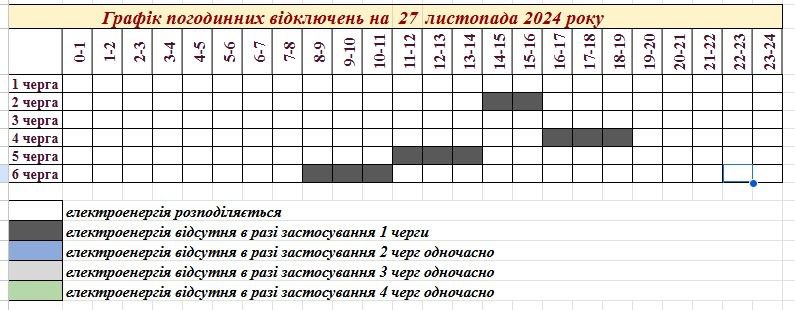 Графік погодинних відключень на 27 листопада 2024 року
0-1 1-2 2-3 3-4 4-5 5-6 6-7 7-8 8-9 9-10 10-11 11-12 12-13 13-14 14-15 15-16 16-17 17-18 18-19 19-20 20-21 21-22 22-23 23-24
1 черга
2 черга
3 черга
4 черга
5 черга
6 черга
електроенергія розподіляється
електроенергія відсутня в разі застосування 1 черги
електроенергія відсутня в разі застосування 2 черг одночасно
електроенергія відсутня в разі застосування 3 черг одночасно
електроенергія відсутня в разі застосування 4 черг одночасно